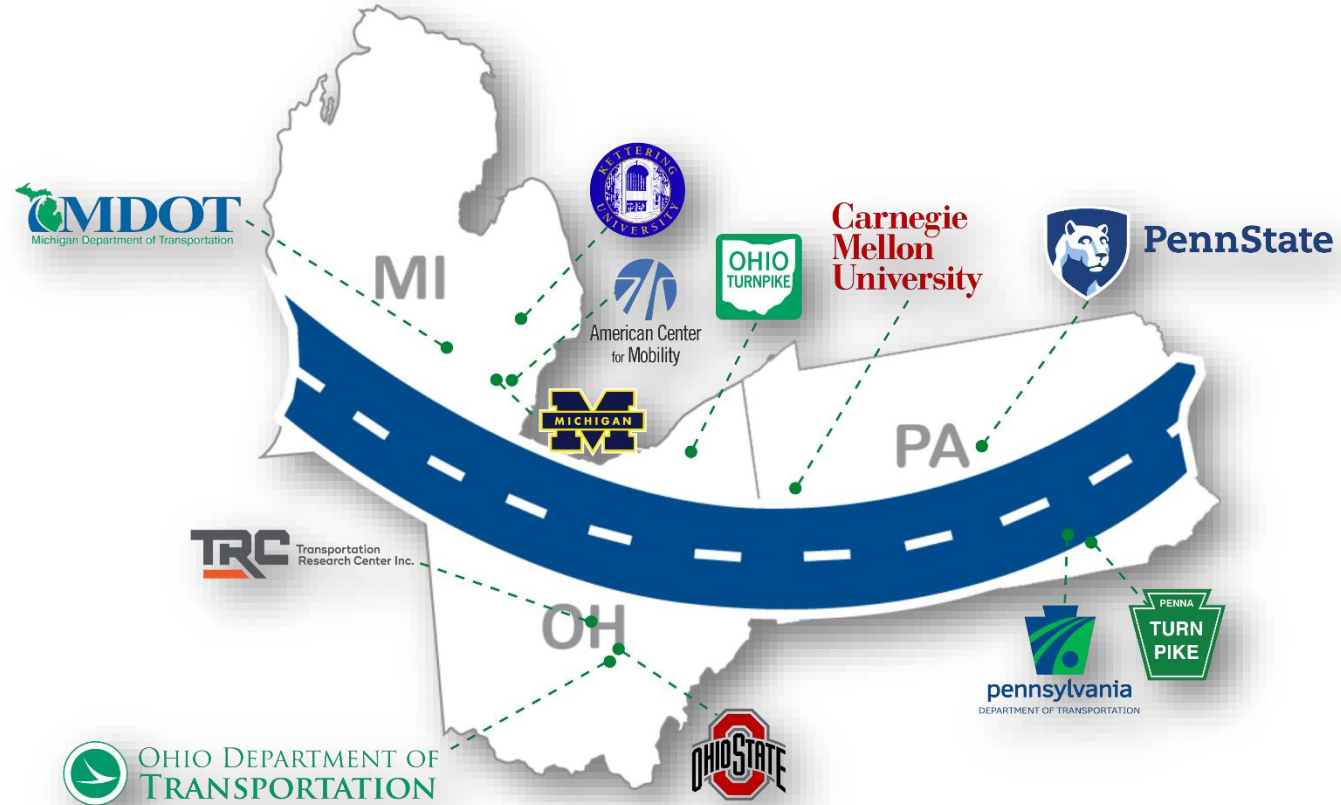 MDOT
Michigan Department of Transportation
MI
KETTERING
UNIVERSITY
American Center
for Mobility
OHIO
TURNPIKE
Carnegie
Mellon
University
PennState
MICHIGAN
PA
TRC
Transportation
Research Center Inc.
OH
PENNA
TURN
PIKE
pennsylvania
DEPARTMENT OF TRANSPORTATION
OHIO DEPARTMENT OF
TRANSPORTATION
OHIO STATE